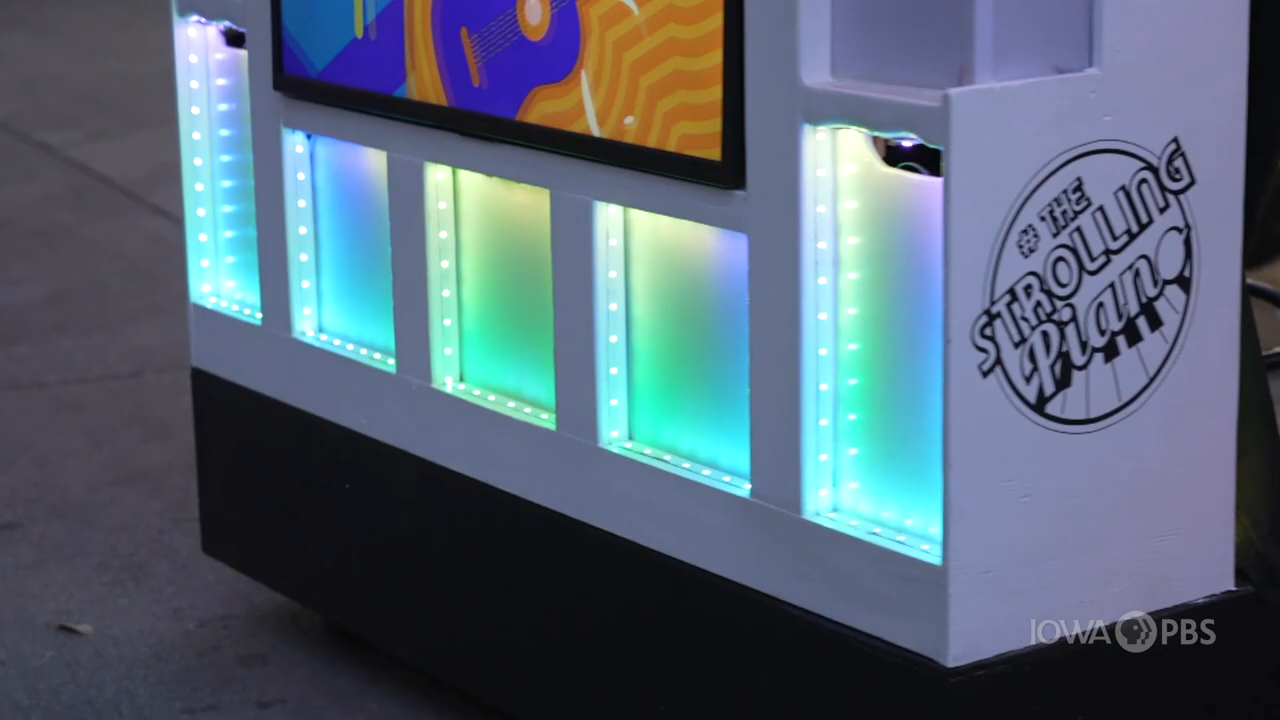 # THE
STROLLING
Piano
IOWA PBS